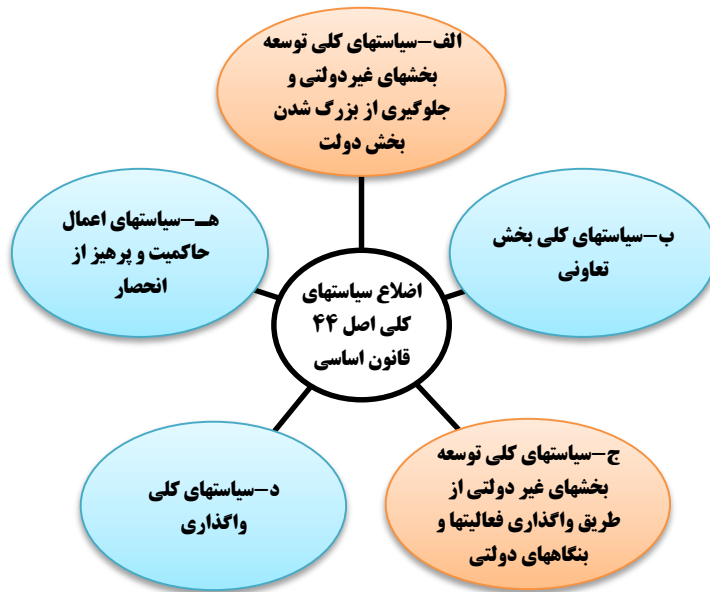 الف–سیاستهای کلی توسعه
بخشهای غیردولتی و
جلوگیری از بزرگ شدن
بخش دولت
ب–سیاستهای کلی بخش
تعاونی
ج–سیاستهای کلی توسعه
بخشهای غیر دولتی از
طریق واگذاری فعالیتها و
بنگاههای دولتی
د–سیاستهای کلی
واگذاری
هـ–سیاستهای اعمال
حاکمیت و پرهیز از
انحصار
اضلاع سیاستهای
کلی اصل ۴۴
قانون اساسی